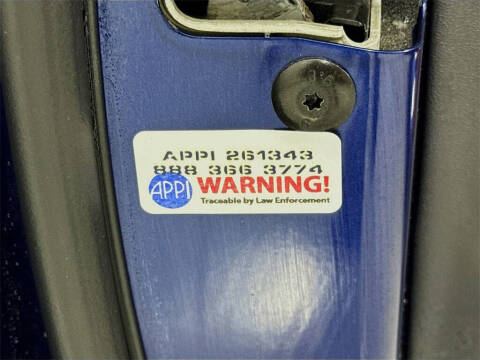 APPI 261343
888 366 3774
APPI WARNING!
Traceable by Law Enforcement